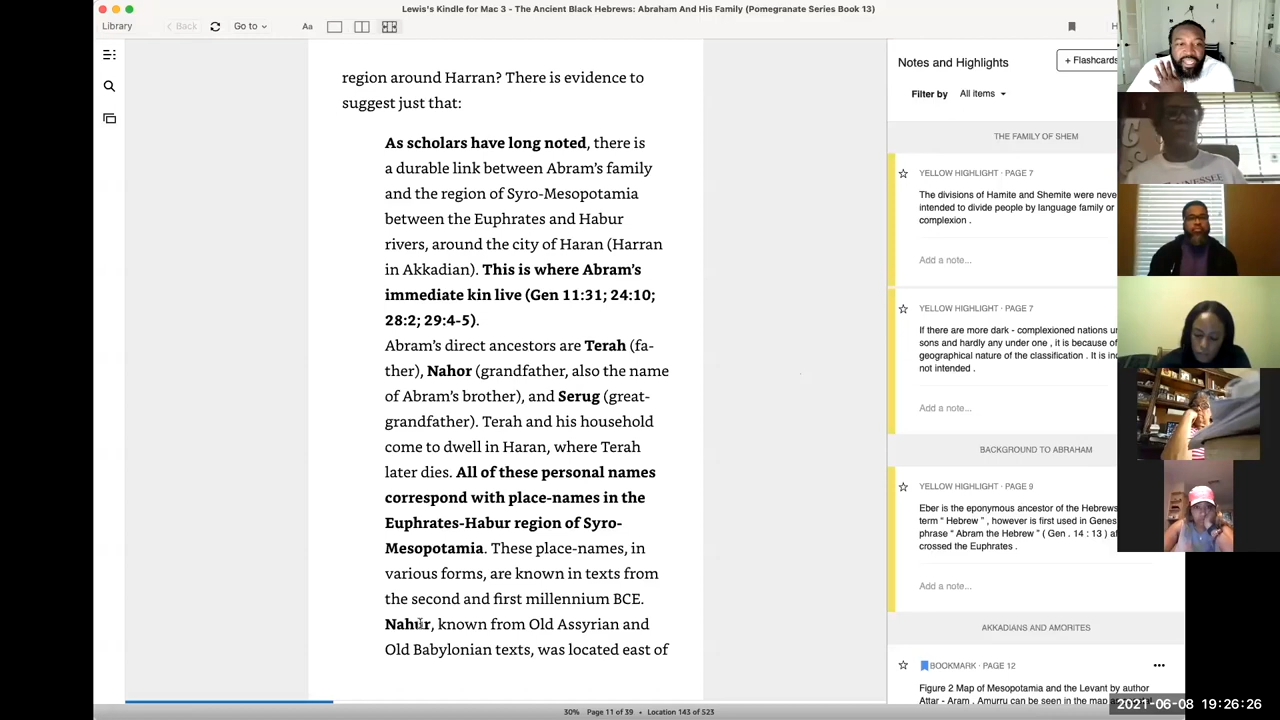 Lewis's Kindle for Mac 3 - The Ancient Black Hebrews: Abraham And His Family (Pomegranate Series Book 13)
Library
Back
Go to
Aa
region around Harran? There is evidence to
suggest just that:
As scholars have long noted, there is
a durable link between Abram's family
and the region of Syro-Mesopotamia
between the Euphrates and Habur
rivers, around the city of Haran (Harran
in Akkadian). This is where Abram's
immediate kin live (Gen 11:31; 24:10;
28:2; 29:4-5).
Abram's direct ancestors are Terah (fa-
ther), Nahor (grandfather, also the name
of Abram's brother), and Serug (great-
grandfather). Terah and his household
come to dwell in Haran, where Terah
later dies. All of these personal names
correspond with place-names in the
Euphrates-Habur region of Syro-
Mesopotamia. These place-names, in
various forms, are known in texts from
the second and first millennium BCE.
Nahur, known from Old Assyrian and
Old Babylonian texts, was located east of
30% Page 11 of 39 • Location 143 of 523
Notes and Highlights
+ Flashcards
Filter by All items
THE FAMILY OF SHEM
YELLOW HIGHLIGHT · PAGE 7
The divisions of Hamite and Shemite were neve
intended to divide people by language family or
complexion .
Add a note...
YELLOW HIGHLIGHT · PAGE 7
If there are more dark - complexioned nations un
sons and hardly any under one , it is because of
geographical nature of the classification . It is inc
not intended .
Add a note...
BACKGROUND TO ABRAHAM
YELLOW HIGHLIGHT · PAGE 9
Eber is the eponymous ancestor of the Hebrews
term “ Hebrew ” , however is first used in Genes
phrase “ Abram the Hebrew ” ( Gen . 14 : 13 ) af
crossed the Euphrates .
Add a note...
AKKADIANS AND AMORITES
BOOKMARK · PAGE 12
Figure 2 Map of Mesopotamia and the Levant by author
Attar - Aram . Amurru can be seen in the map as
2021-06-08 19:26:26